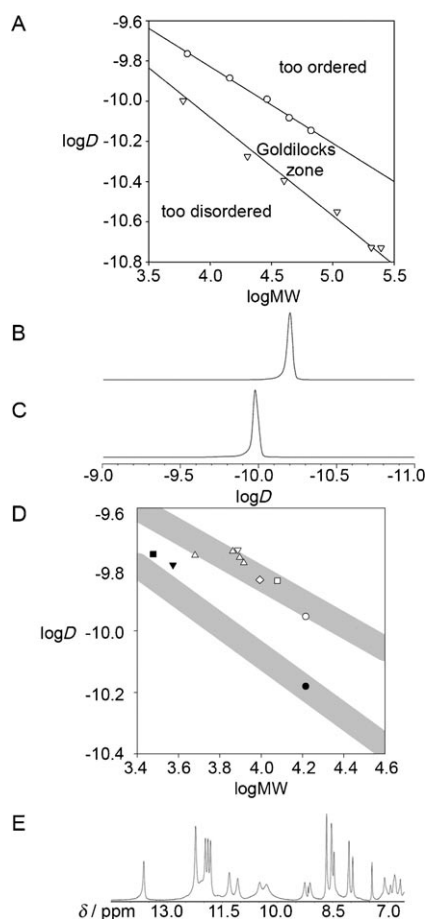 A
-9.6
-9.8
too ordered
-10.0
logD
Goldilocks
zone
-10.4
too disordered
-10.6
-10.8
3.5 4.0 4.5 5.0 5.5
logMW
B
C
-9.0 -9.5 -10.0 -10.5 -11.0
logD
D
-9.6
-9.8
logD
-10.0
-10.2
-10.4
3.4 3.6 3.8 4.0 4.2 4.4 4.6
logMW
E
δ / ppm 13.0 11.5 10.0 8.5 7.0